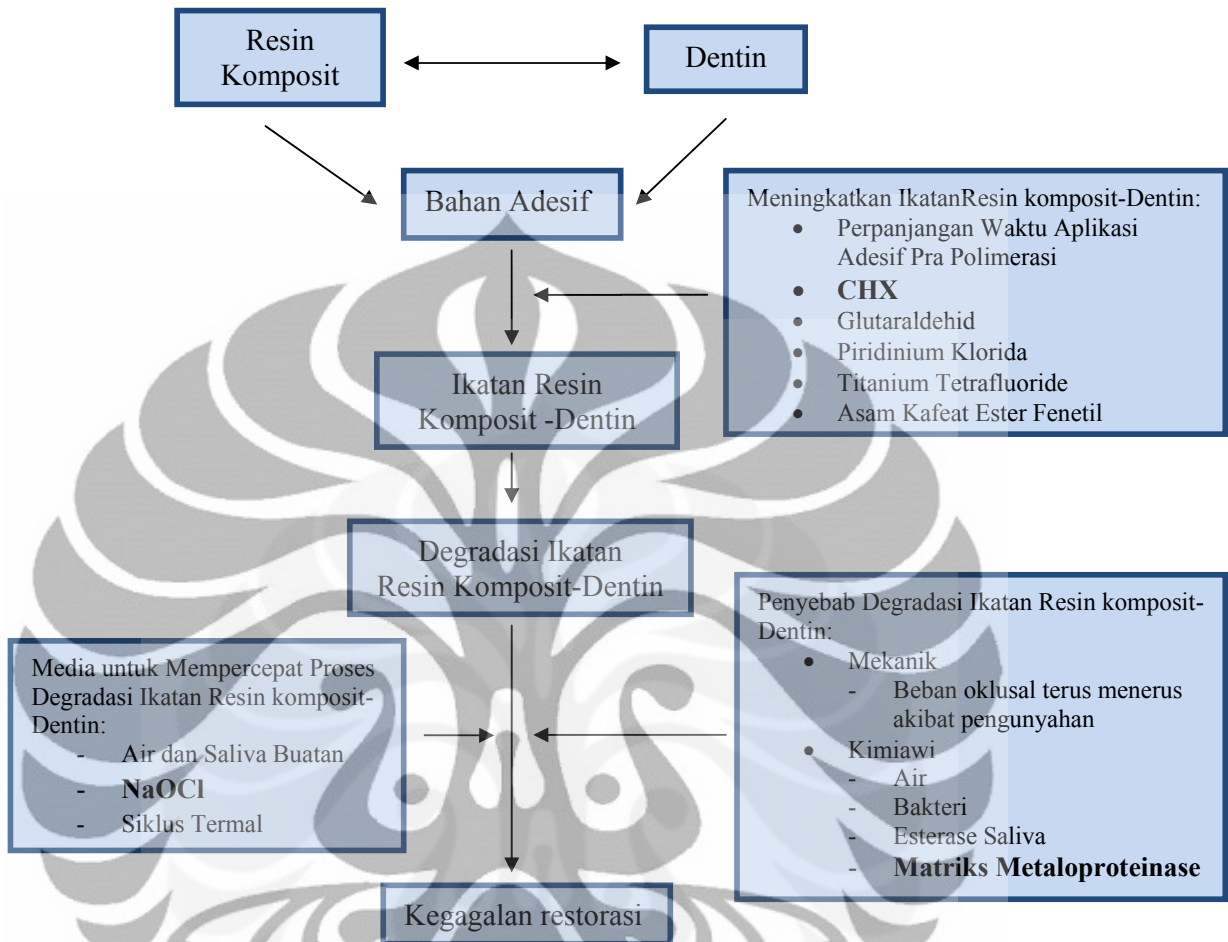 Resin
Komposit
Dentin
Bahan Adesif
Meningkatkan IkatanResin komposit-Dentin:
• Perpanjangan Waktu Aplikasi
Adesif Pra Polimerasi
• CHX
• Glutaraldehid
• Piridinium Klorida
• Titanium Tetrafluoride
• Asam Kafeat Ester Fenetil
Ikatan Resin
Komposit -Dentin
Degradasi Ikatan
Resin Komposit-Dentin
Penyebab Degradasi Ikatan Resin komposit-
Dentin:
• Mekanik
- Beban oklusal terus menerus
akibat pengunyahan
• Kimiawi
- Air
- Bakteri
- Esterase Saliva
- Matriks Metaloproteinase
Media untuk Mempercepat Proses
Degradasi Ikatan Resin komposit-
Dentin:
- Air dan Saliva Buatan
- NaOCl
- Siklus Termal
Kegagalan restorasi